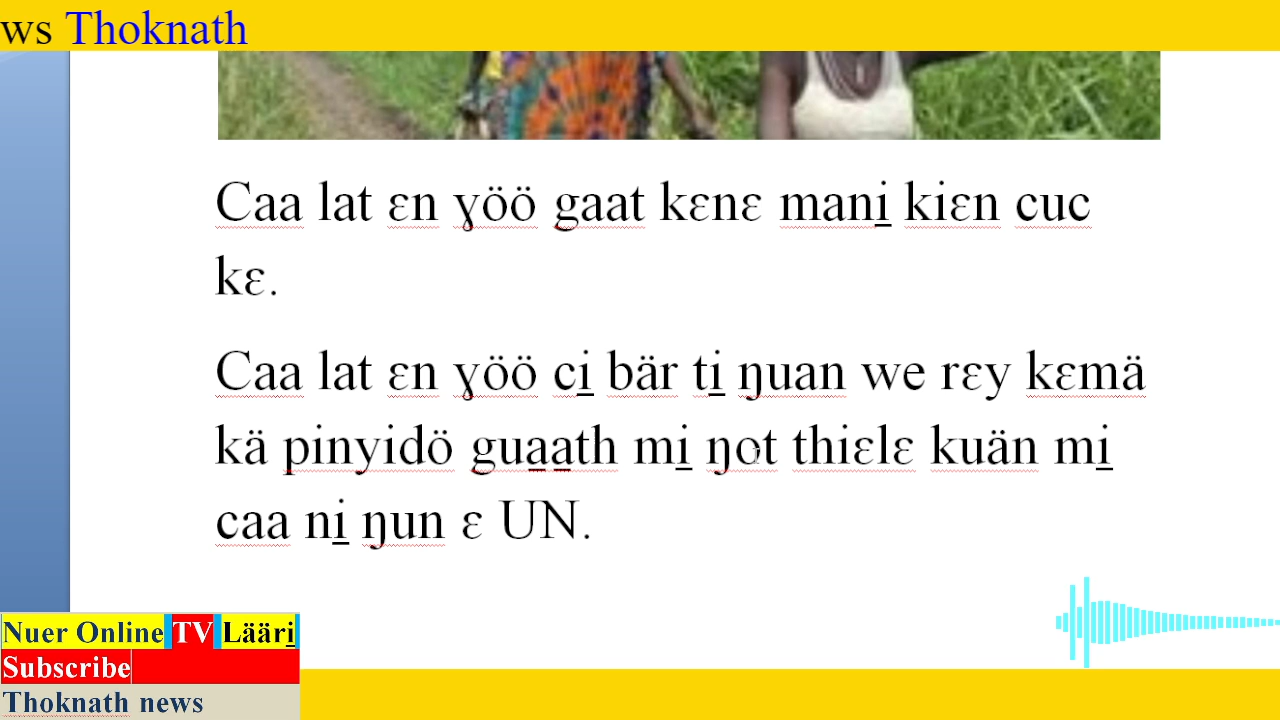 ws Thoknath
Caa lat ɛn ɣöö gaat kɛnɛ mani̱ kiɛn cuc
kɛ.
Caa lat ɛn ɣöö ci̱ bär ti̱ ŋuan we rɛy kɛmä
kä pinyidö gua̱a̱th mi̱ ŋot thiɛlɛ kuän mi̱
caa ni̱ ŋun ɛ UN.
Nuer Online TV Lääri̱
Subscribe
Thoknath news